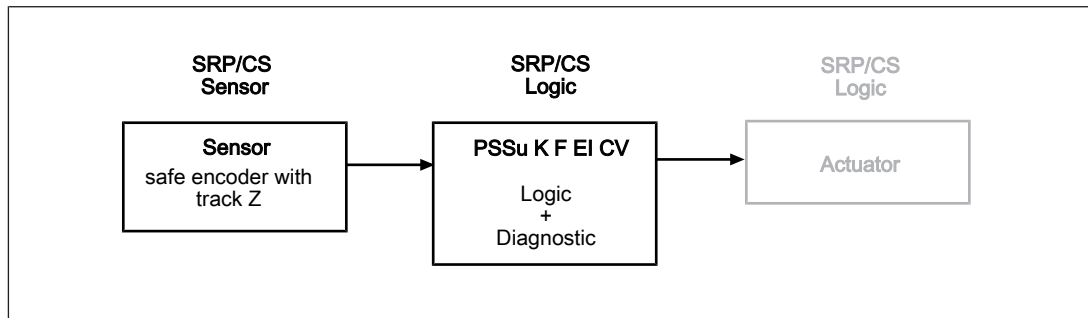 SRP/CS
Sensor
SRP/CS
Logic
SRP/CS
Logic
Sensor
safe encoder with
track Z
PSSu K F EI CV
Logic
+
Diagnostic
Actuator